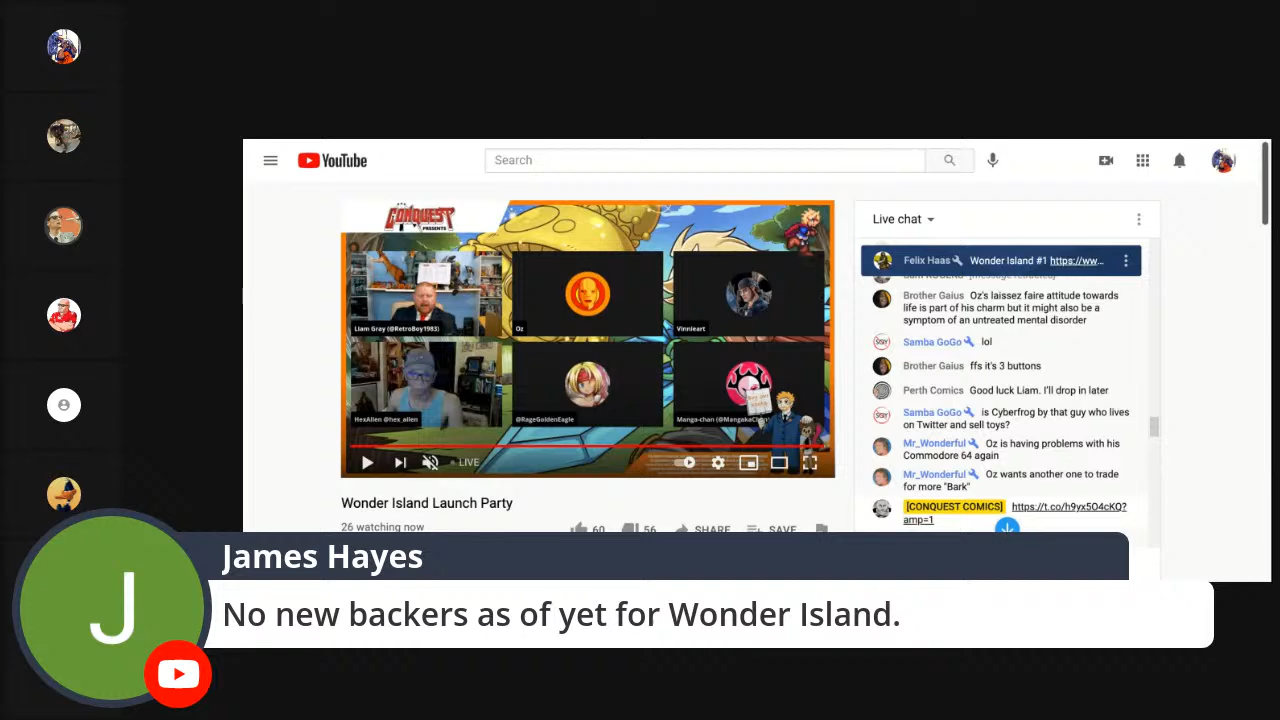 YouTube
Search
CONQUEST
PRESENTS
Liam Gray (@RetroBoy1983)
Oz
Vinnieart
HexAllen @hex_allen
@RageGoldenEagle
LIVE
Wonder Island Launch Party
26 watching now
60
56
SHARE
SAVE
Live chat
Felix Haas Wonder Island #1 https://ww...
Brother Gaius Oz's laissez faire attitude towards
life is part of his charm but it might also be a
symptom of an untreated mental disorder
Samba GoGo lol
Brother Gaius ffs it's 3 buttons
Perth Comics Good luck Liam. I'll drop in later
Samba GoGo is Cyberfrog by that guy who lives
on Twitter and sell toys?
Mr_Wonderful Oz is having problems with his
Commodore 64 again
Mr_Wonderful Oz wants another one to trade
for more "Bark"
[CONQUEST COMICS] https://t.co/h9yx5O4cKQ?
amp=1
J
James Hayes
No new backers as of yet for Wonder Island.